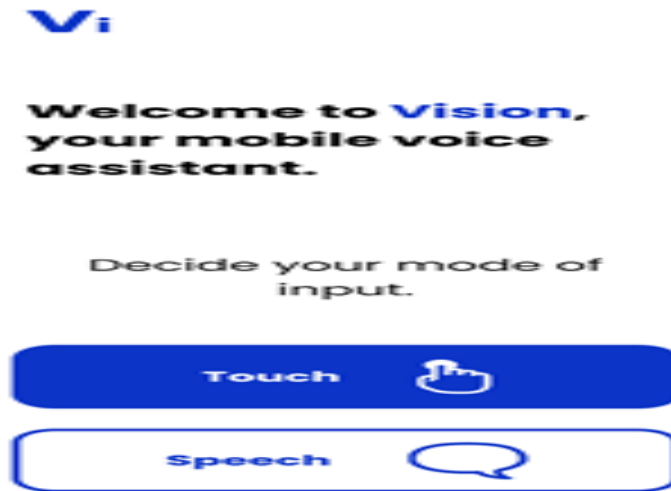 Vi
Welcome to Vision,
your mobile voice
assistant.
Decide your mode of
input.
Touch
Speech